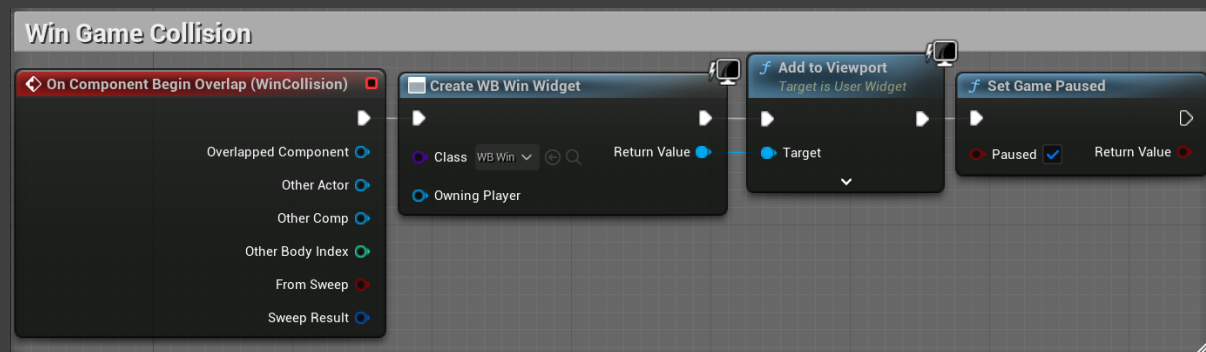 Win Game Collision
On Component Begin Overlap (WinCollision)
Overlapped Component
Other Actor
Other Comp
Other Body Index
From Sweep
Sweep Result
Create WB Win Widget
Class WB Win
Return Value
Owning Player
f Add to Viewport
Target is User Widget
Target
f Set Game Paused
Paused
Return Value